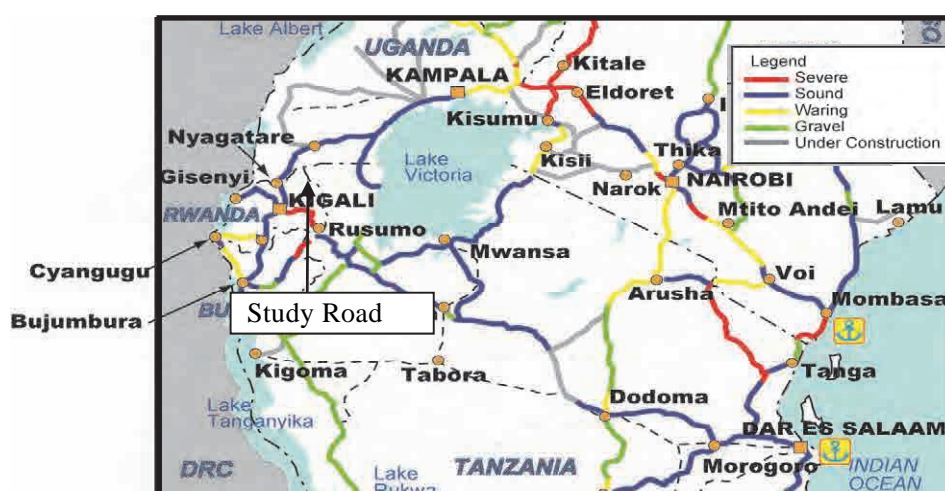 Lake Albert
UGANDA
KAMPALA
Kitale
Eldoret
Legend
Severe
Sound
Waring
Gravel
Under Construction
Kisumu
Nyagatare
Kisii
Thika
Lake
Victoria
Gisenyi
Narok
NAIROBI
KIGALI
RWANDA
Rusumo
Mtito Andei
Lamu
Mwansa
Cyangugu
Voi
Arusha
Mombasa
Bujumbura
BU
Study Road
Kigoma
Tabora
Tanga
Lake
Tanganyika
Dodoma
DAR ES SALAAM
Morogoro
DRC
Lake
Rukwa
TANZANIA
INDIAN
OCEAN